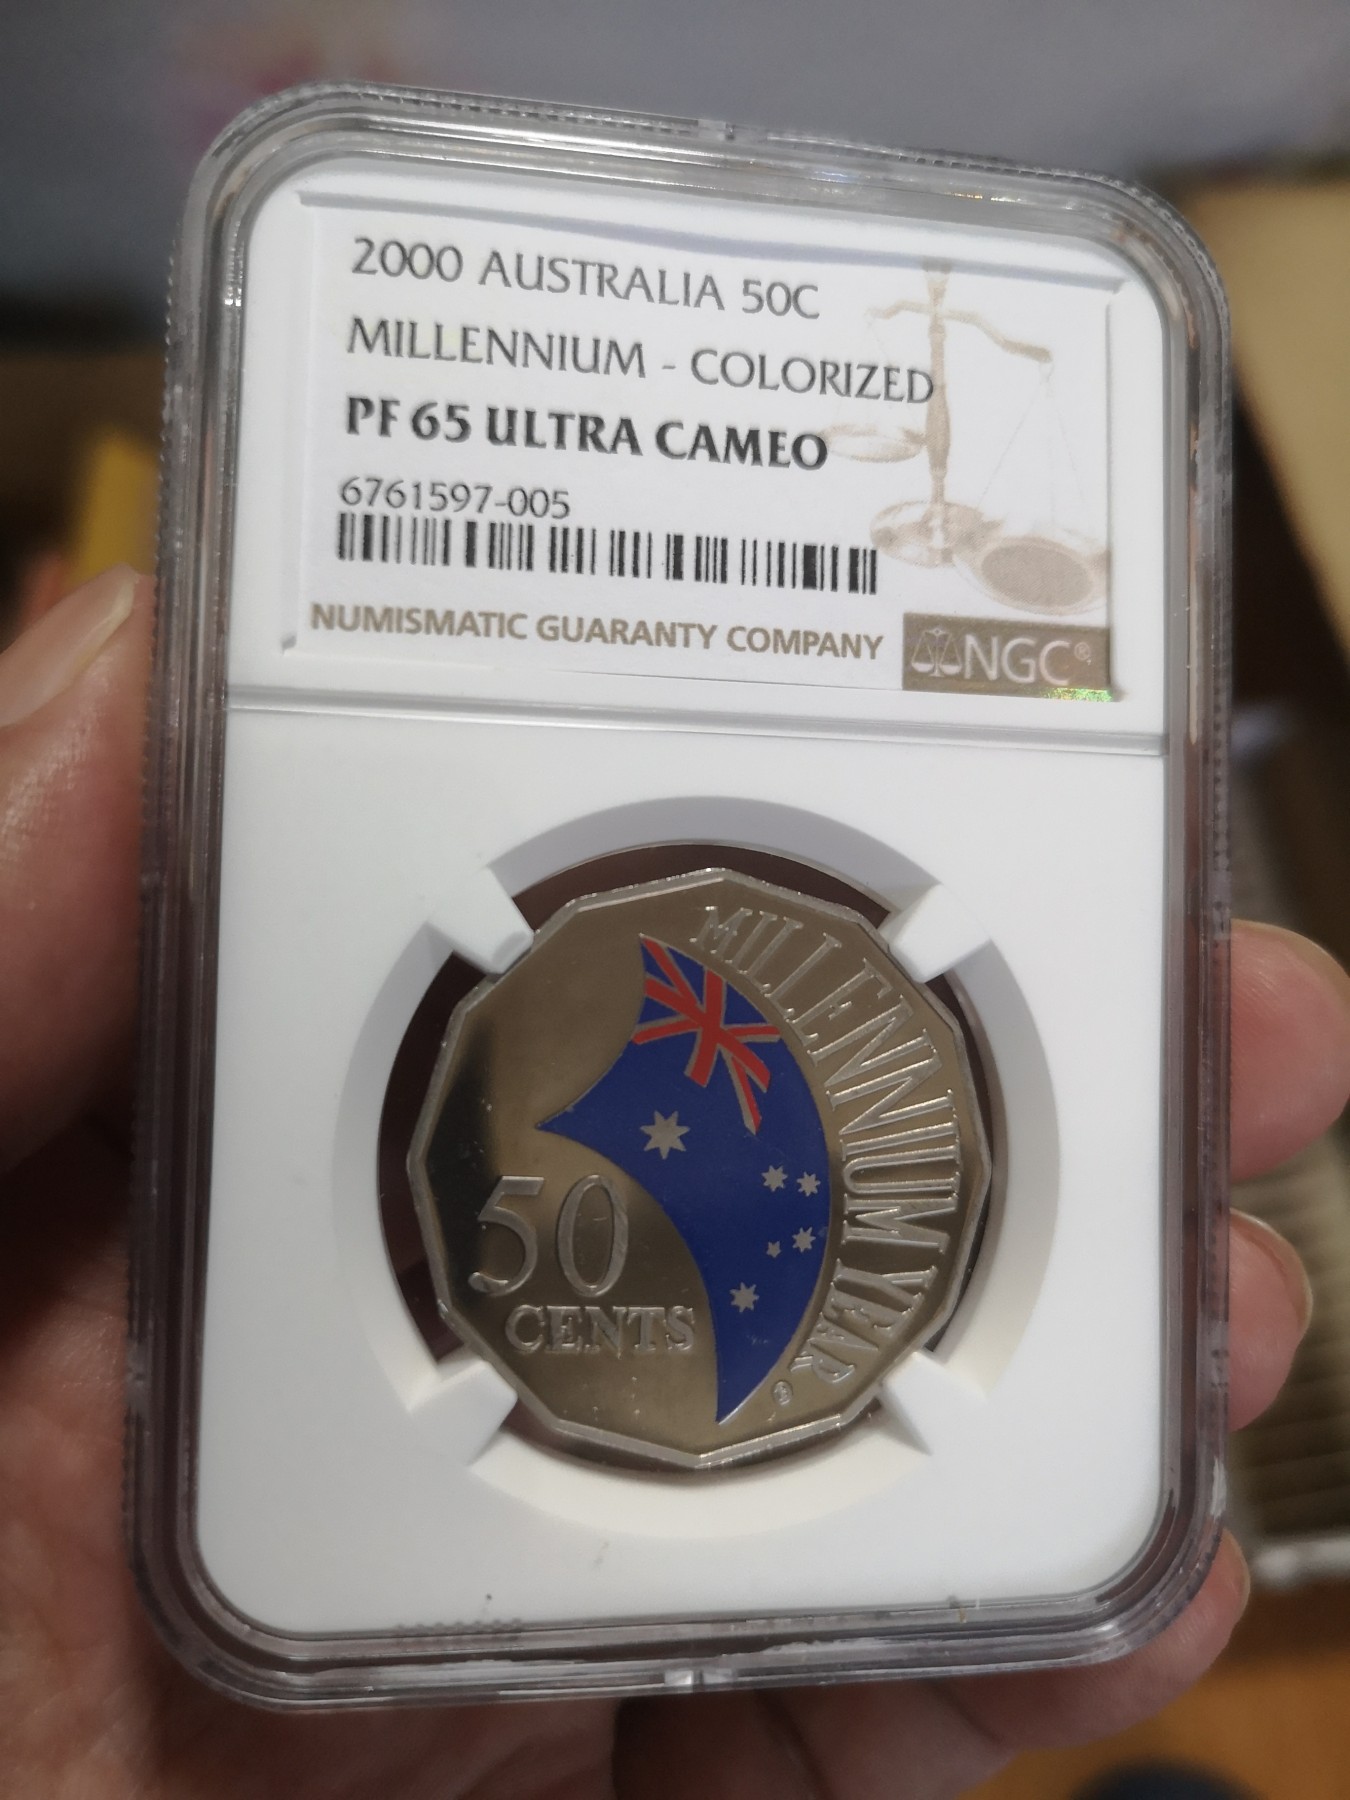 2000 AUSTRALIA 50C
MILLENNIUM - COLORIZED
PF 65 ULTRA CAMEO
6761597-005
NUMISMATIC GUARANTY COMPANY
NGC®
MILLENNIUM YEAR
50
CENTS